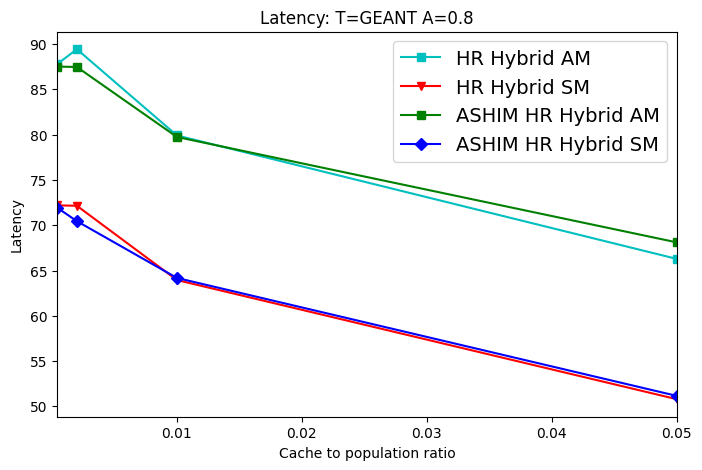 Latency: T=GEANT A=0.8
90
85
80
75
70
65
60
55
50
Latency
HR Hybrid AM
HR Hybrid SM
ASHIM HR Hybrid AM
ASHIM HR Hybrid SM
0.01 0.02 0.03 0.04 0.05
Cache to population ratio